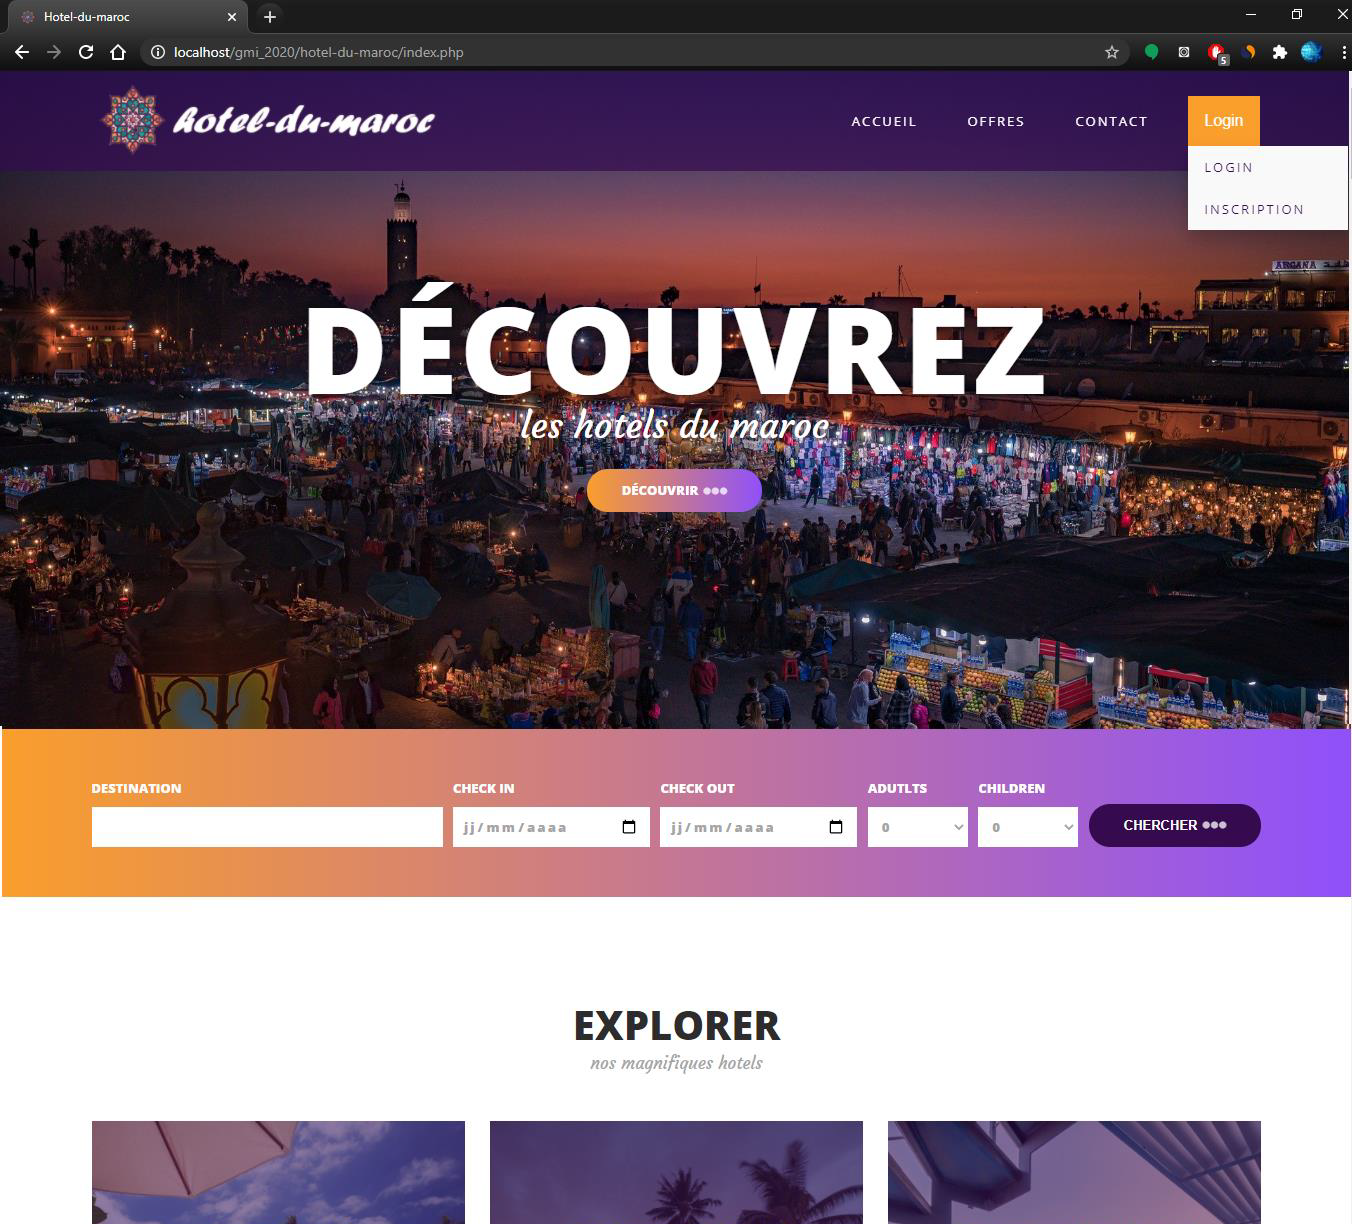 Hotel-du-maroc
localhost/gmi_2020/hotel-du-maroc/index.php
5
hotel-du-maroc
ACCUEIL
OFFRES
CONTACT
Login
LOGIN
INSCRIPTION
ARGANA
DÉCOUVREZ
les hotels du maroc
DÉCOUVRIR
DESTINATION
CHECK IN
CHECK OUT
ADUTLTS
CHILDREN
jj/mm/aaaa
jj/mm/aaaa
0
0
CHERCHER
EXPLORER
nos magnifiques hotels